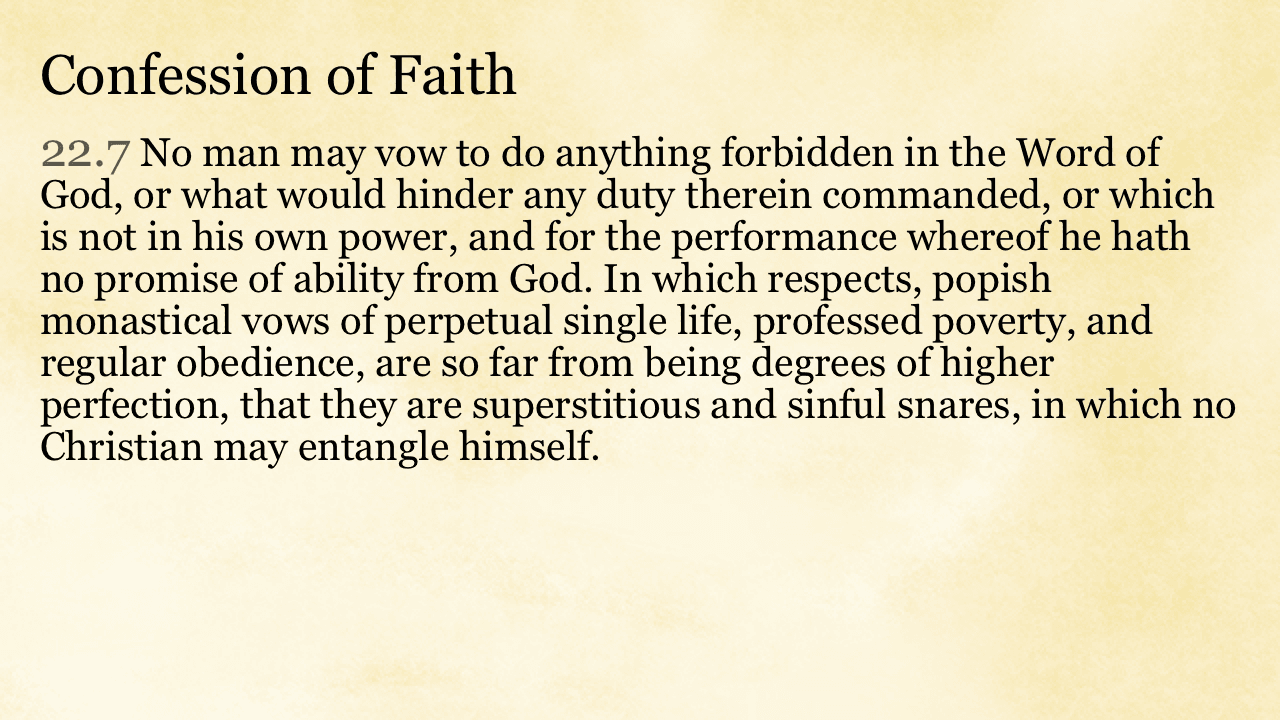 Confession of Faith
22.7 No man may vow to do anything forbidden in the Word of
God, or what would hinder any duty therein commanded, or which
is not in his own power, and for the performance whereof he hath
no promise of ability from God. In which respects, popish
monastical vows of perpetual single life, professed poverty, and
regular obedience, are so far from being degrees of higher
perfection, that they are superstitious and sinful snares, in which no
Christian may entangle himself.